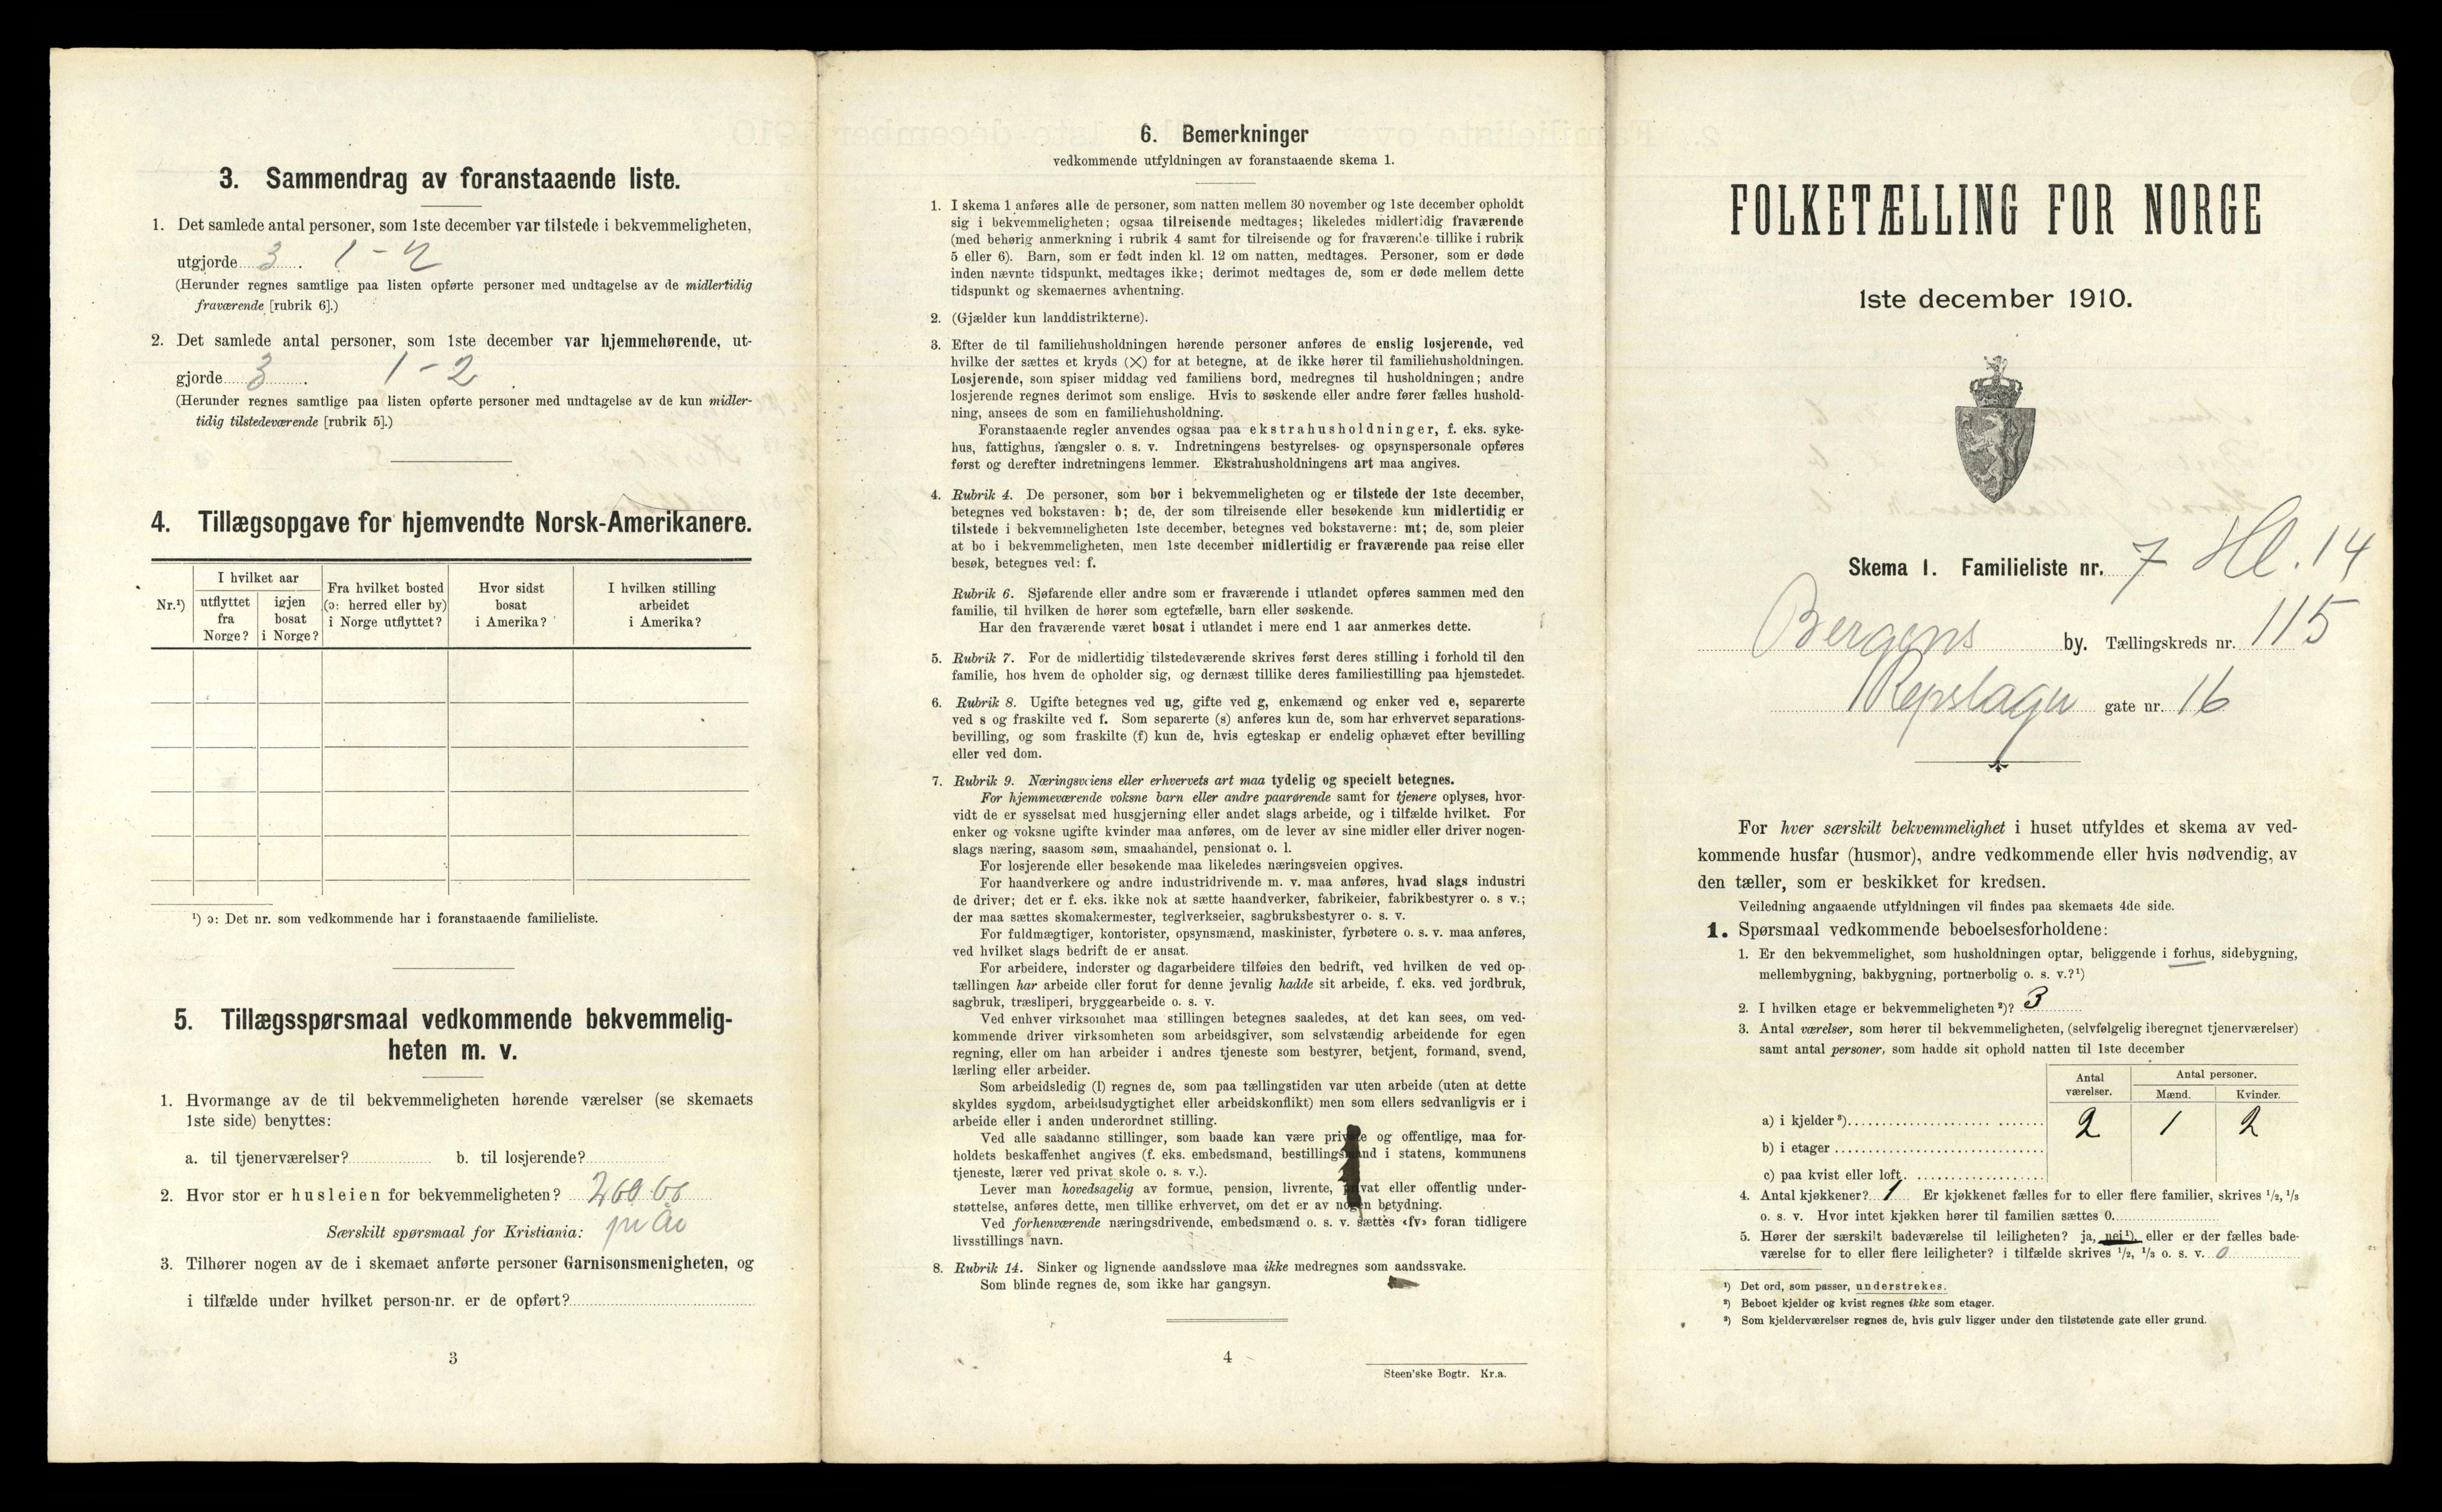 3. Sammendrag av foranstaaende liste.
1. Det samlede antal personer, som 1ste december var tilstede i bekvemmeligheten,
utgjorde 3. 1 - 2
(Herunder regnes samtlige paa listen opførte personer med undtagelse av de midlertidig
fraværende [rubrik 6].)
2. Det samlede antal personer, som 1ste december var hjemmehørende, ut-
gjorde 3. 1 - 2
(Herunder regnes samtlige paa listen opførte personer med undtagelse av de kun midler-
tidig tilstedeværende [rubrik 5].)
4. Tillægsopgave for hjemvendte Norsk-Amerikanere.
Nr.¹)
I hvilket aar
utflyttet
fra
Norge?
igjen
bosat
i Norge?
Fra hvilket bosted
(ɔ: herred eller by)
i Norge utflyttet?
Hvor sidst
bosat
i Amerika?
I hvilken stilling
arbeidet
i Amerika?
¹) ɔ: Det nr. som vedkommende har i foranstaaende familieliste.
5. Tillægsspørsmaal vedkommende bekvemmelig-
heten m. v.
1. Hvormange av de til bekvemmeligheten hørende værelser (se skemaets
1ste side) benyttes:
a. til tjenerværelser? b. til losjerende?
2. Hvor stor er husleien for bekvemmeligheten?
Særskilt spørsmaal for Kristiania:
3. Tilhører nogen av de i skemaet anførte personer Garnisonsmenigheten, og
i tilfælde under hvilket person-nr. er de opført?
3
6. Bemerkninger
vedkommende utfyldningen av foranstaaende skema 1.
1. I skema 1 anføres alle de personer, som natten mellem 30 november og 1ste december opholdt
sig i bekvemmeligheten; ogsaa tilreisende medtages; likeledes midlertidig fraværende
(med behørig anmerkning i rubrik 4 samt for tilreisende og for fraværende tillike i rubrik
5 eller 6). Barn, som er født inden kl. 12 om natten, medtages. Personer, som er døde
inden nævnte tidspunkt, medtages ikke; derimot medtages de, som er døde mellem dette
tidspunkt og skemaernes avhentning.
2. (Gjælder kun landdistrikterne).
3. Efter de til familiehusholdningen hørende personer anføres de enslig losjerende, ved
hvilke der sættes et kryds (✕) for at betegne, at de ikke hører til familiehusholdningen.
Losjerende, som spiser middag ved familiens bord, medregnes til husholdningen; andre
losjerende regnes derimot som enslige. Hvis to søskende eller andre fører fælles hushold-
ning, ansees de som en familiehusholdning.
Foranstaaende regler anvendes ogsaa paa ekstrahusholdninger, f. eks. syke-
hus, fattighus, fængsler o. s. v. Indretningens bestyrelses- og opsynspersonale opføres
først og derefter indretningens lemmer. Ekstrahusholdningens art maa angives.
4. Rubrik 4. De personer, som bor i bekvemmeligheten og er tilstede der 1ste december,
betegnes ved bokstaven: b; de, der som tilreisende eller besøkende kun midlertidig er
tilstede i bekvemmeligheten 1ste december, betegnes ved bokstaverne: mt; de, som pleier
at bo i bekvemmeligheten, men 1ste december midlertidig er fraværende paa reise eller
besøk, betegnes ved: f.
Rubrik 6. Sjøfarende eller andre som er fraværende i utlandet opføres sammen med den
familie, til hvilken de hører som egtefælle, barn eller søskende.
Har den fraværende været bosat i utlandet i mere end 1 aar anmerkes dette.
5. Rubrik 7. For de midlertidig tilstedeværende skrives først deres stilling i forhold til den
familie, hos hvem de opholder sig, og dernæst tillike deres familiestilling paa hjemstedet.
6. Rubrik 8. Ugifte betegnes ved ug, gifte ved g, enkemænd og enker ved e, separerte
ved s og fraskilte ved f. Som separerte (s) anføres kun de, som har erhvervet separations-
bevilling, og som fraskilte (f) kun de, hvis egteskap er endelig ophævet efter bevilling
eller ved dom.
7. Rubrik 9. Næringsveiens eller erhvervets art maa tydelig og specielt betegnes.
For hjemmeværende voksne barn eller andre paarørende samt for tjenere oplyses, hvor-
vidt de er sysselsat med husgjerning eller andet slags arbeide, og i tilfælde hvilket. For
enker og voksne ugifte kvinder maa anføres, om de lever av sine midler eller driver nogen-
slags næring, saasom søm, smaahandel, pensionat o. l.
For losjerende eller besøkende maa likeledes næringsveien opgives.
For haandverkere og andre industridrivende m. v. maa anføres, hvad slags industri
de driver; det er f. eks. ikke nok at sætte haandverker, fabrikeier, fabrikbestyrer o. s v.;
der maa sættes skomakermester, teglverkseier, sagbruksbestyrer o. s. v.
For fuldmægtiger, kontorister, opsynsmænd, maskinister, fyrbøtere o. s. v. maa anføres,
ved hvilket slags bedrift de er ansat.
For arbeidere, inderster og dagarbeidere tilføies den bedrift, ved hvilken de ved op-
tællingen har arbeide eller forut for denne jevnlig hadde sit arbeide, f. eks. ved jordbruk,
sagbruk, træsliperi, bryggearbeide o. s. v.
Ved enhver virksomhet maa stillingen betegnes saaledes, at det kan sees, om ved-
kommende driver virksomheten som arbeidsgiver, som selvstændig arbeidende for egen
regning, eller om han arbeider i andres tjeneste som bestyrer, betjent, formand, svend,
lærling eller arbeider.
Som arbeidsledig (l) regnes de, som paa tællingstiden var uten arbeide (uten at dette
skyldes sygdom, arbeidsudygtighet eller arbeidskonflikt) men som ellers sedvanligvis er i
arbeide eller i anden underordnet stilling.
Ved alle saadanne stillinger, som baade kan være private og offentlige, maa for-
holdets beskaffenhet angives (f. eks. embedsmand, bestillingsmand i statens, kommunens
tjeneste, lærer ved privat skole o. s. v.).
Lever man hovedsagelig av formue, pension, livrente, privat eller offentlig under-
støttelse, anføres dette, men tillike erhvervet, om det er av nogen betydning.
Ved forhenværende næringsdrivende, embedsmænd o. s. v. sættes «fv» foran tidligere
livsstillings navn.
8. Rubrik 14. Sinker og lignende aandssløve maa ikke medregnes som aandssvake.
Som blinde regnes de, som ikke har gangsyn.
4
Steen'ske Bogtr. Kr.a.
FOLKETÆLLING FOR NORGE
1ste december 1910.
Skema 1. Familieliste nr. 7 Hl. 14
Bergens by. Tællingskreds nr. 115
Repslager gate nr. 16
For hver særskilt bekvemmelighet i huset utfyldes et skema av ved-
kommende husfar (husmor), andre vedkommende eller hvis nødvendig, av
den tæller, som er beskikket for kredsen.
Veiledning angaaende utfyldningen vil findes paa skemaets 4de side.
1. Spørsmaal vedkommende beboelsesforholdene:
1. Er den bekvemmelighet, som husholdningen optar, beliggende i forhus, sidebygning,
mellembygning, bakbygning, portnerbolig o. s. v.?¹)
2. I hvilken etage er bekvemmeligheten²)? 3
3. Antal værelser, som hører til bekvemmeligheten, (selvfølgelig iberegnet tjenerværelser)
samt antal personer, som hadde sit ophold natten til 1ste december
Antal
værelser.
Antal personer.
Mænd. Kvinder.
a) i kjelder³) 2 1 2
b) i etager
c) paa kvist eller loft
4. Antal kjøkkener? 1 Er kjøkkenet fælles for to eller flere familier, skrives ¹/₂, ¹/₃
o. s. v. Hvor intet kjøkken hører til familien sættes 0.
5. Hører der særskilt badeværelse til leiligheten? ja, nei¹), eller er der fælles bade-
værelse for to eller flere leiligheter? i tilfælde skrives ¹/₂, ¹/₃ o. s. v. 0
¹) Det ord, som passer, understrekes.
²) Beboet kjelder og kvist regnes ikke som etager.
³) Som kjelderværelser regnes de, hvis gulv ligger under den tilstøtende gate eller grund.